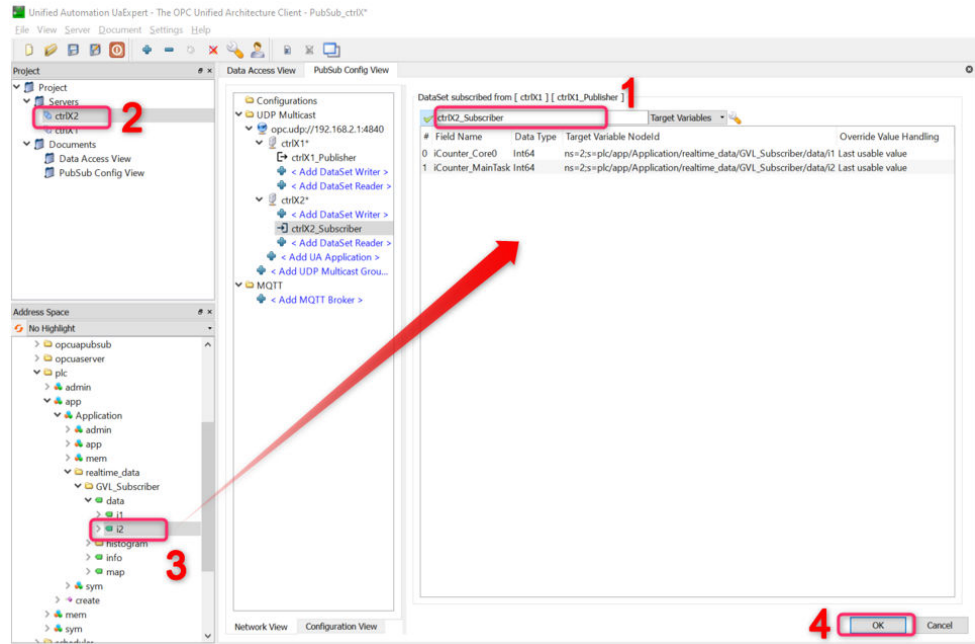 Unified Automation UaExpert - The OPC Unified Architecture Client - PubSub_ctrlX*
File View Server Document Settings Help
Project
Project
Servers
ctrlX2
ctrlX1
Documents
Data Access View
PubSub Config View
2
Address Space
No Highlight
opcuapubsub
opcuaserver
plc
admin
app
Application
admin
app
mem
realtime_data
GVL_Subscriber
data
i1
i2
histogram
info
map
sym
create
mem
sym
scheduler
3
Data Access View PubSub Config View
Configurations
UDP Multicast
opc.udp://192.168.2.1:4840
ctrlX1*
ctrlX1_Publisher
< Add DataSet Writer >
< Add DataSet Reader >
ctrlX2*
< Add DataSet Writer >
ctrlX2_Subscriber
< Add DataSet Reader >
< Add UA Application >
< Add UDP Multicast Grou...
MQTT
< Add MQTT Broker >
Network View Configuration View
DataSet subscribed from [ ctrlX1 ] [ ctrlX1_Publisher ]
1
ctrlX2_Subscriber Target Variables
# Field Name Data Type Target Variable NodeId Override Value Handling
0 iCounter_Core0 Int64 ns=2;s=plc/app/Application/realtime_data/GVL_Subscriber/data/i1 Last usable value
1 iCounter_MainTask Int64 ns=2;s=plc/app/Application/realtime_data/GVL_Subscriber/data/i2 Last usable value
4
OK Cancel